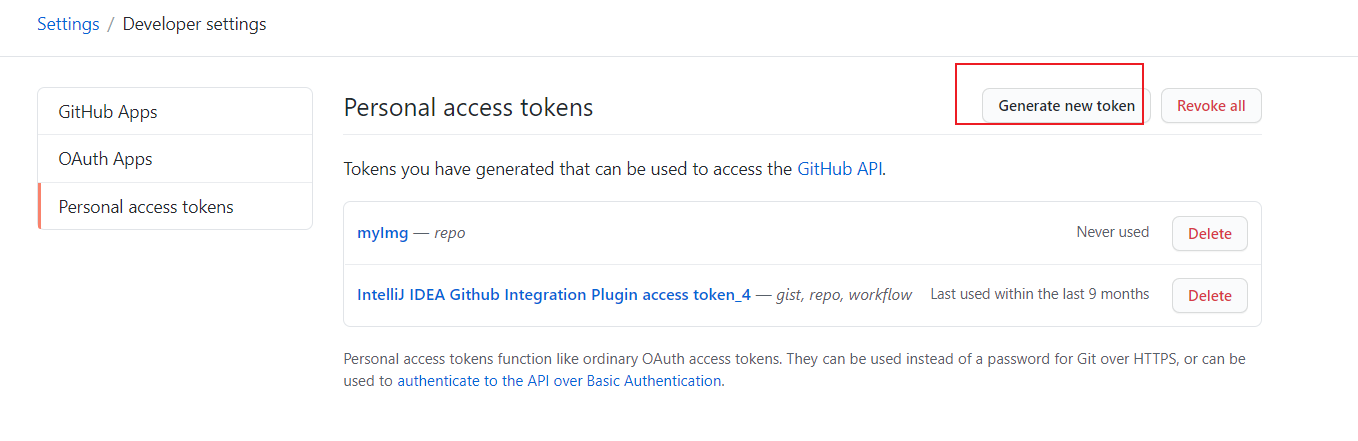 Settings / Developer settings
GitHub Apps
OAuth Apps
Personal access tokens
Personal access tokens
Generate new token
Revoke all
Tokens you have generated that can be used to access the GitHub API.
myImg — repo
Never used
Delete
IntelliJ IDEA Github Integration Plugin access token_4 — gist, repo, workflow
Last used within the last 9 months
Delete
Personal access tokens function like ordinary OAuth access tokens. They can be used instead of a password for Git over HTTPS, or can be
used to authenticate to the API over Basic Authentication.